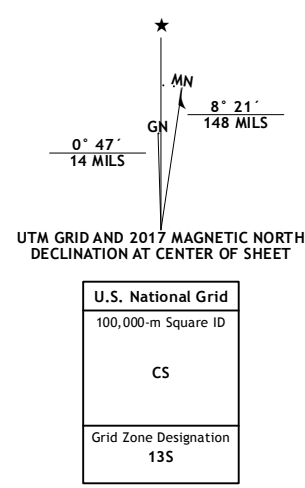 ★
MN
GN
8° 21´
148 MILS
0° 47´
14 MILS
UTM GRID AND 2017 MAGNETIC NORTH
DECLINATION AT CENTER OF SHEET
U.S. National Grid
100,000-m Square ID
CS
Grid Zone Designation
13S